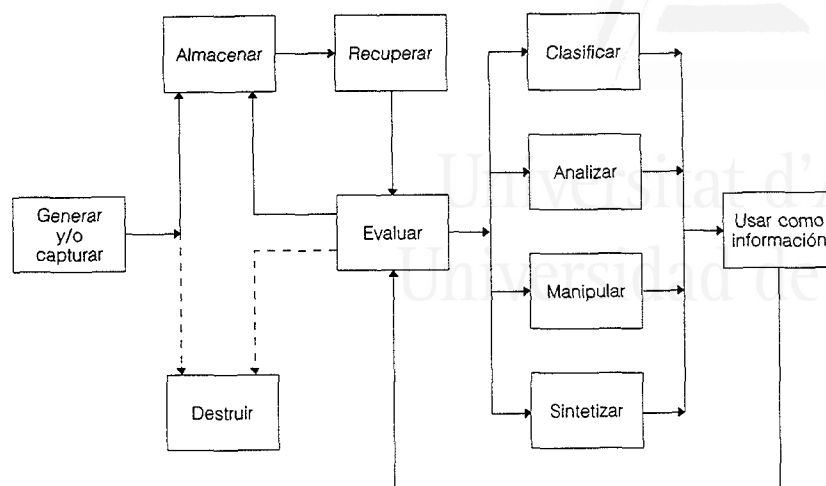 Almacenar
Recuperar
Clasificar
Analizar
Generar
y/o
capturar
Evaluar
Usar como
información
Manipular
Destruir
Sintetizar
Universitat d'A
Universidad de